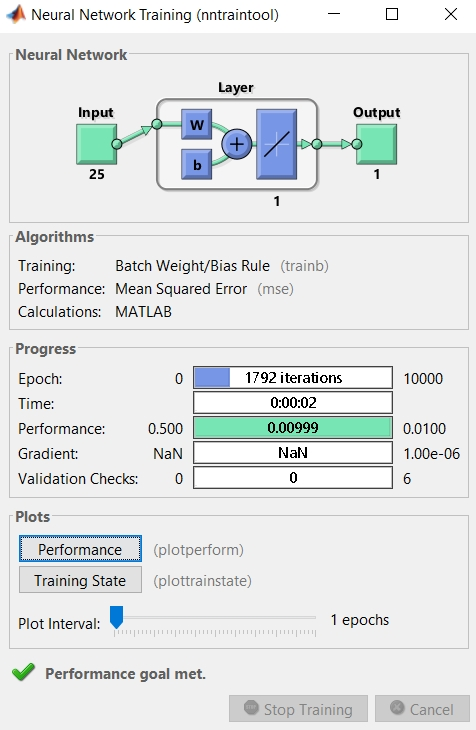 Neural Network Training (nntraintool)
Neural Network
Layer
Input
Output
W
b
+
25
1
1
Algorithms
Training: Batch Weight/Bias Rule (trainb)
Performance: Mean Squared Error (mse)
Calculations: MATLAB
Progress
Epoch: 0 1792 iterations 10000
Time: 0:00:02
Performance: 0.500 0.00999 0.0100
Gradient: NaN NaN 1.00e-06
Validation Checks: 0 0 6
Plots
Performance (plotperform)
Training State (plottrainstate)
Plot Interval: 1 epochs
Performance goal met.
Stop Training Cancel